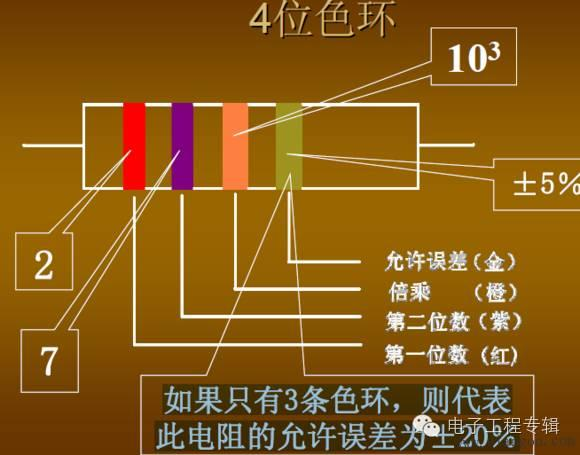 4位色环
10³
±5%
2
7
允许误差(金)
倍乘 (橙)
第二位数(紫)
第一位数(红)
如果只有3条色环，则代表
此电阻的允许误差为±20%
电子工程专辑